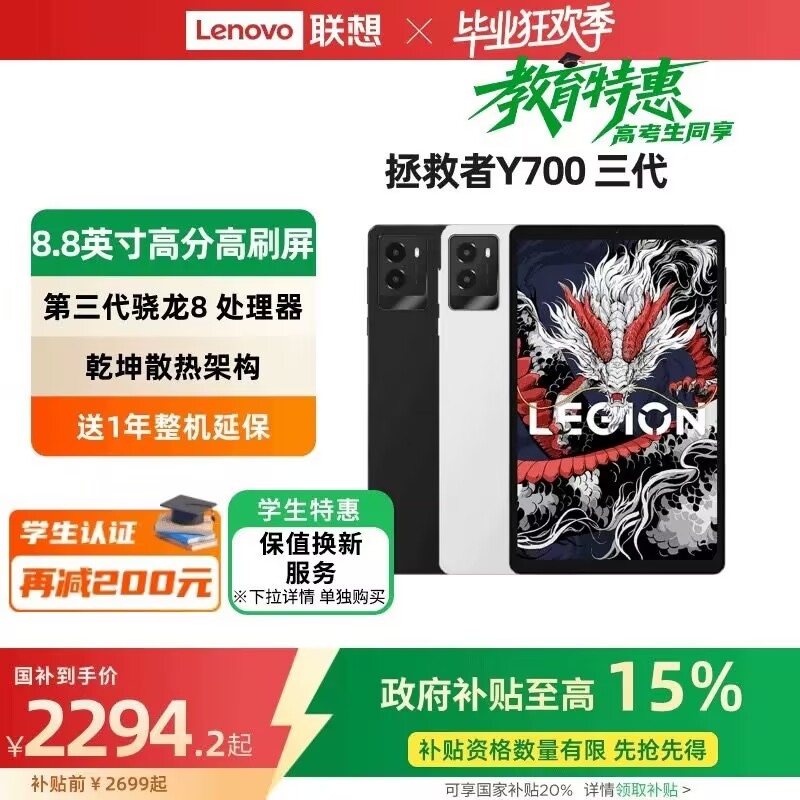 Lenovo 联想 × 毕业狂欢季
教育特惠
高考生同享
拯救者Y700 三代
8.8英寸高分高刷屏
第三代骁龙8 处理器
乾坤散热架构
送1年整机延保
LEGION
学生认证
再减200元
学生特惠
保值换新
服务
※下拉详情 单独购买
国补到手价
¥2294.2起
补贴前¥2699起
政府补贴至高 15%
补贴资格数量有限 先抢先得
可享国家补贴20% 详情领取补贴 >